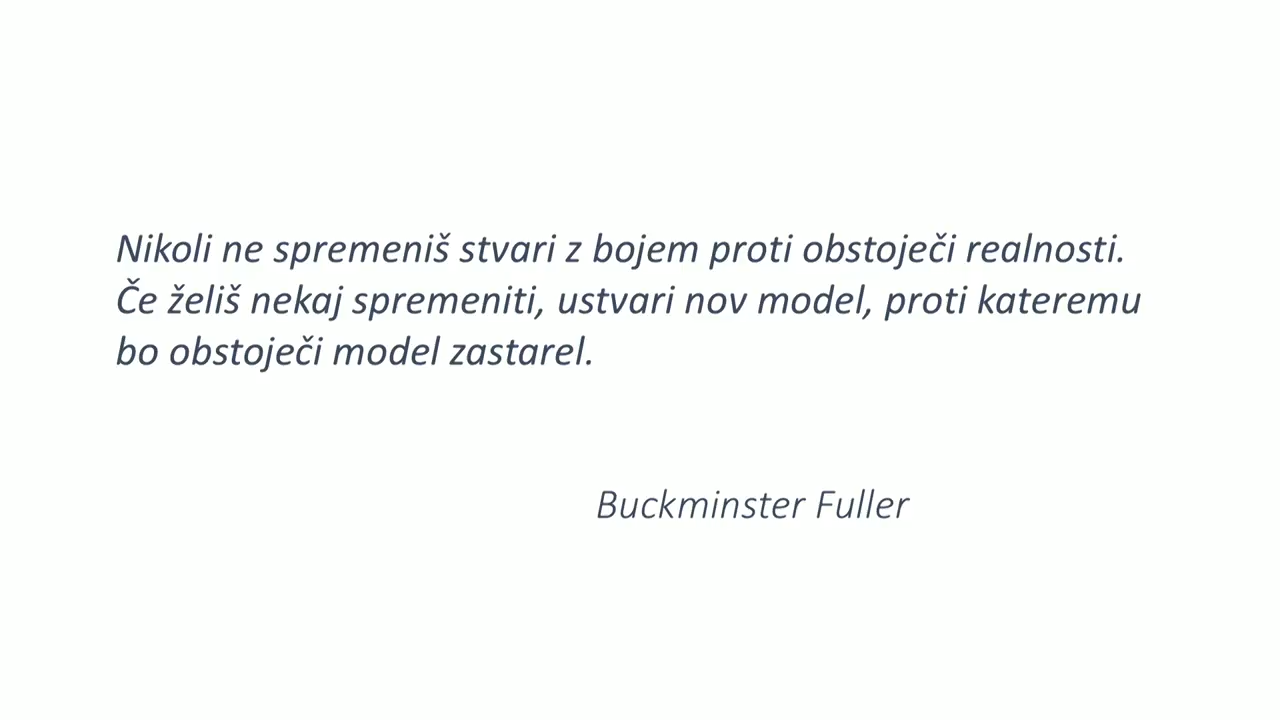 Nikoli ne spremeniš stvari z bojem proti obstoječi realnosti.
Če želiš nekaj spremeniti, ustvari nov model, proti kateremu
bo obstoječi model zastarel.
Buckminster Fuller